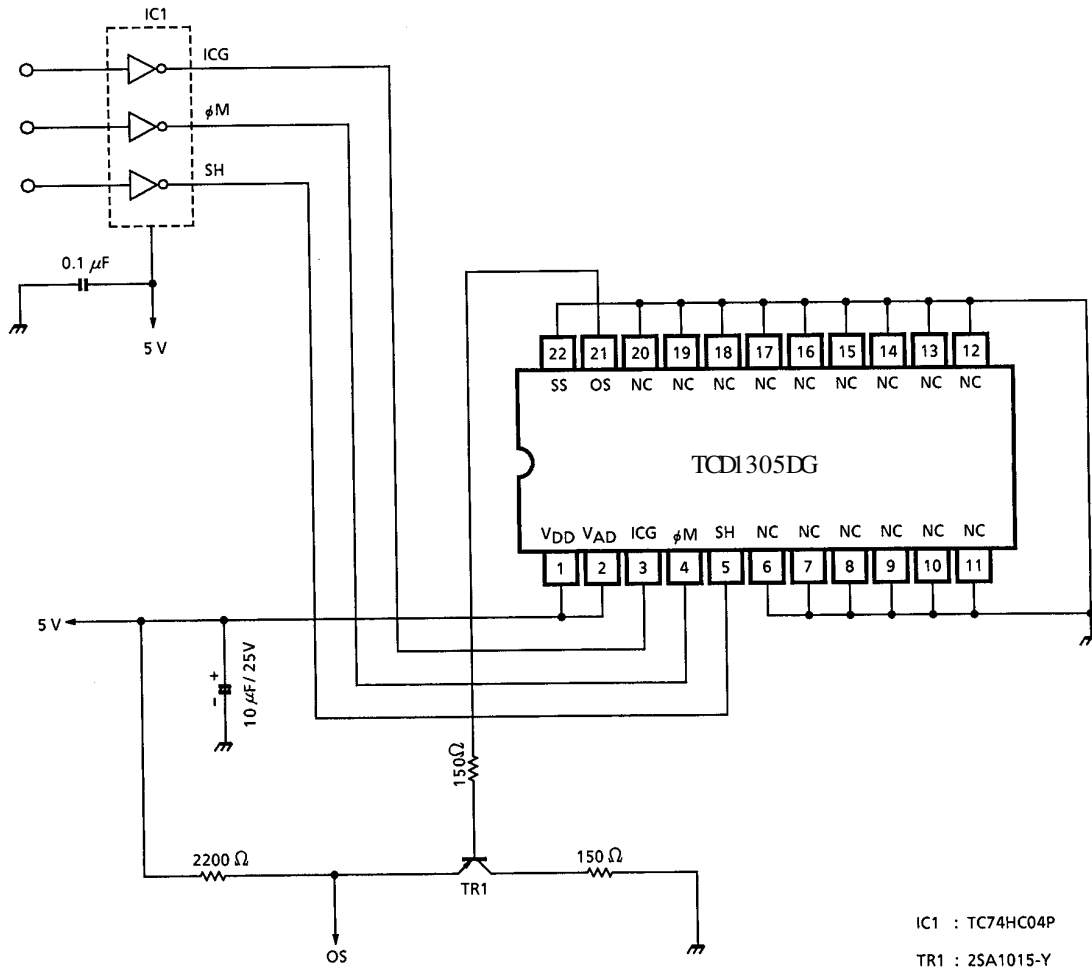 IC1
ICG
φM
SH
0.1 μF
5 V
22 21 20 19 18 17 16 15 14 13 12
SS OS NC NC NC NC NC NC NC NC NC
TCD1305DG
VDD VAD ICG φM SH NC NC NC NC NC NC
1 2 3 4 5 6 7 8 9 10 11
5 V
- +
10 μF/25V
150Ω
2200 Ω
150 Ω
TR1
OS
IC1 : TC74HC04P
TR1 : 2SA1015-Y